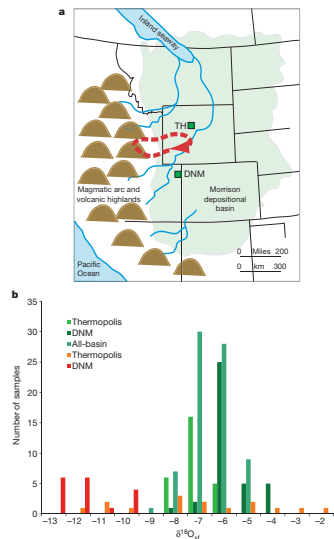 a
Inland seaway
TH
DNM
Magmatic arc and
volcanic highlands
Morrison
depositional
basin
Pacific
Ocean
0 Miles 200
0 km 300
b
35
30
25
20
15
10
5
0
Number of samples
Thermopolis
DNM
All-basin
Thermopolis
DNM
−13 −12 −11 −10 −9 −8 −7 −6 −5 −4 −3 −2
δ18Osf